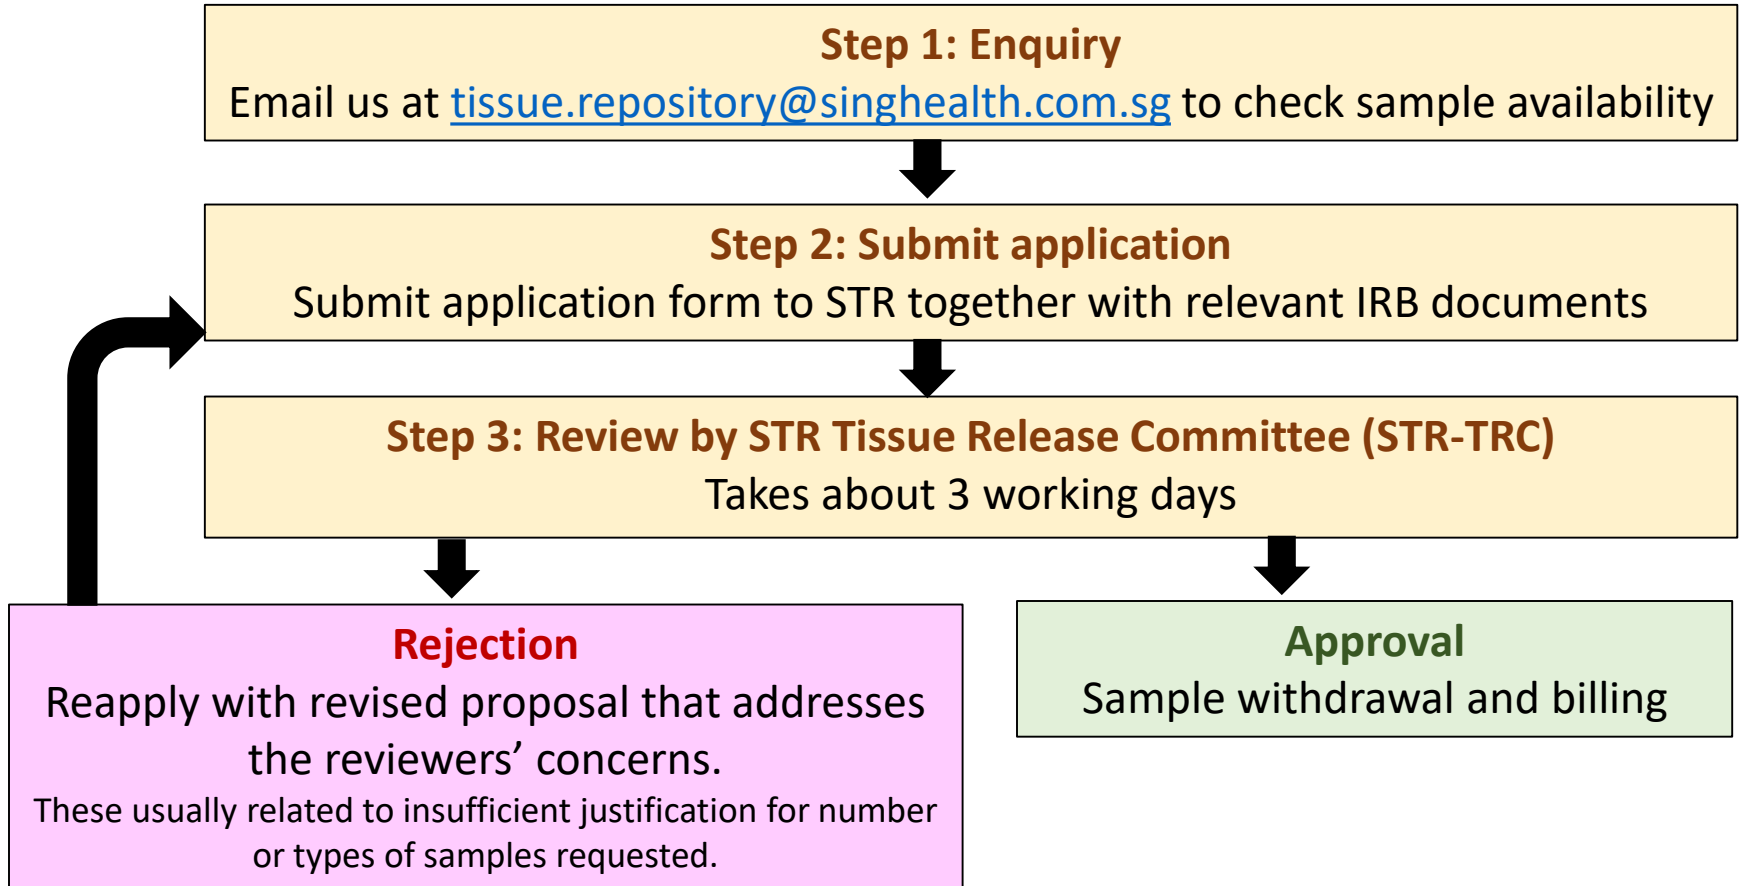 Step 1: Enquiry
Email us at tissue.repository@singhealth.com.sg to check sample availability
Step 2: Submit application
Submit application form to STR together with relevant IRB documents
Step 3: Review by STR Tissue Release Committee (STR-TRC)
Takes about 3 working days
Rejection
Reapply with revised proposal that addresses
the reviewers’ concerns.
These usually related to insufficient justification for number
or types of samples requested.
Approval
Sample withdrawal and billing